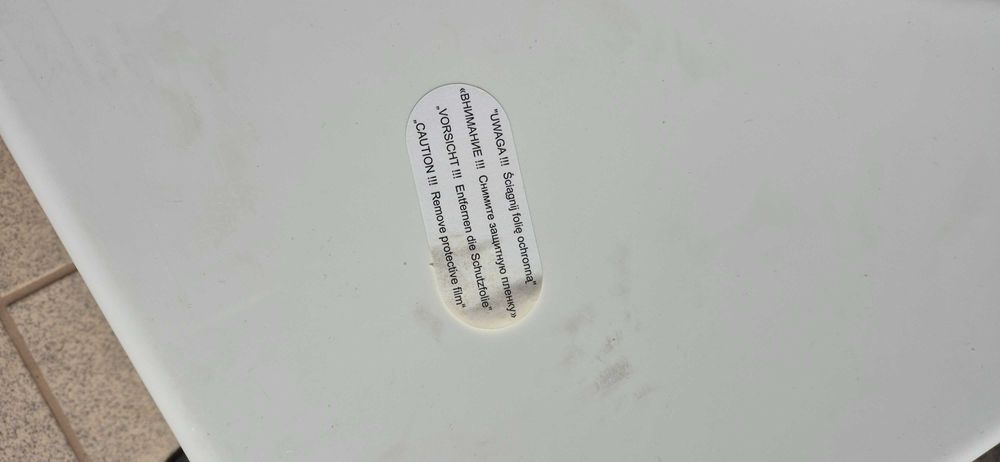 "UWAGA !!! Ściągnij folię ochronną"
«ВНИМАНИЕ !!! Снимите защитную пленку»
„VORSICHT !!! Entfernen die Schutzfolie"
„CAUTION !!! Remove protective film"